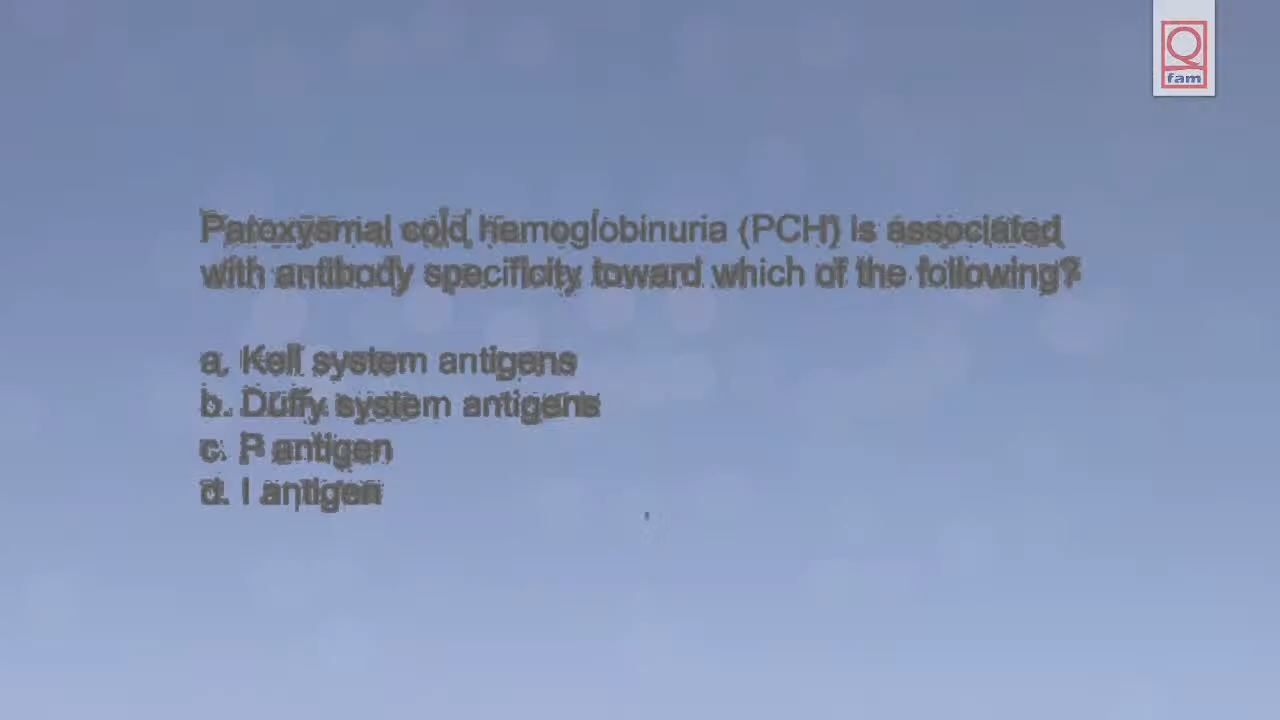 Q
fam
Paroxysmal cold hemoglobinuria (PCH) is associated
with antibody specificity toward which of the following?
a. Kell system antigens
b. Duffy system antigens
c. P antigen
d. I antigen